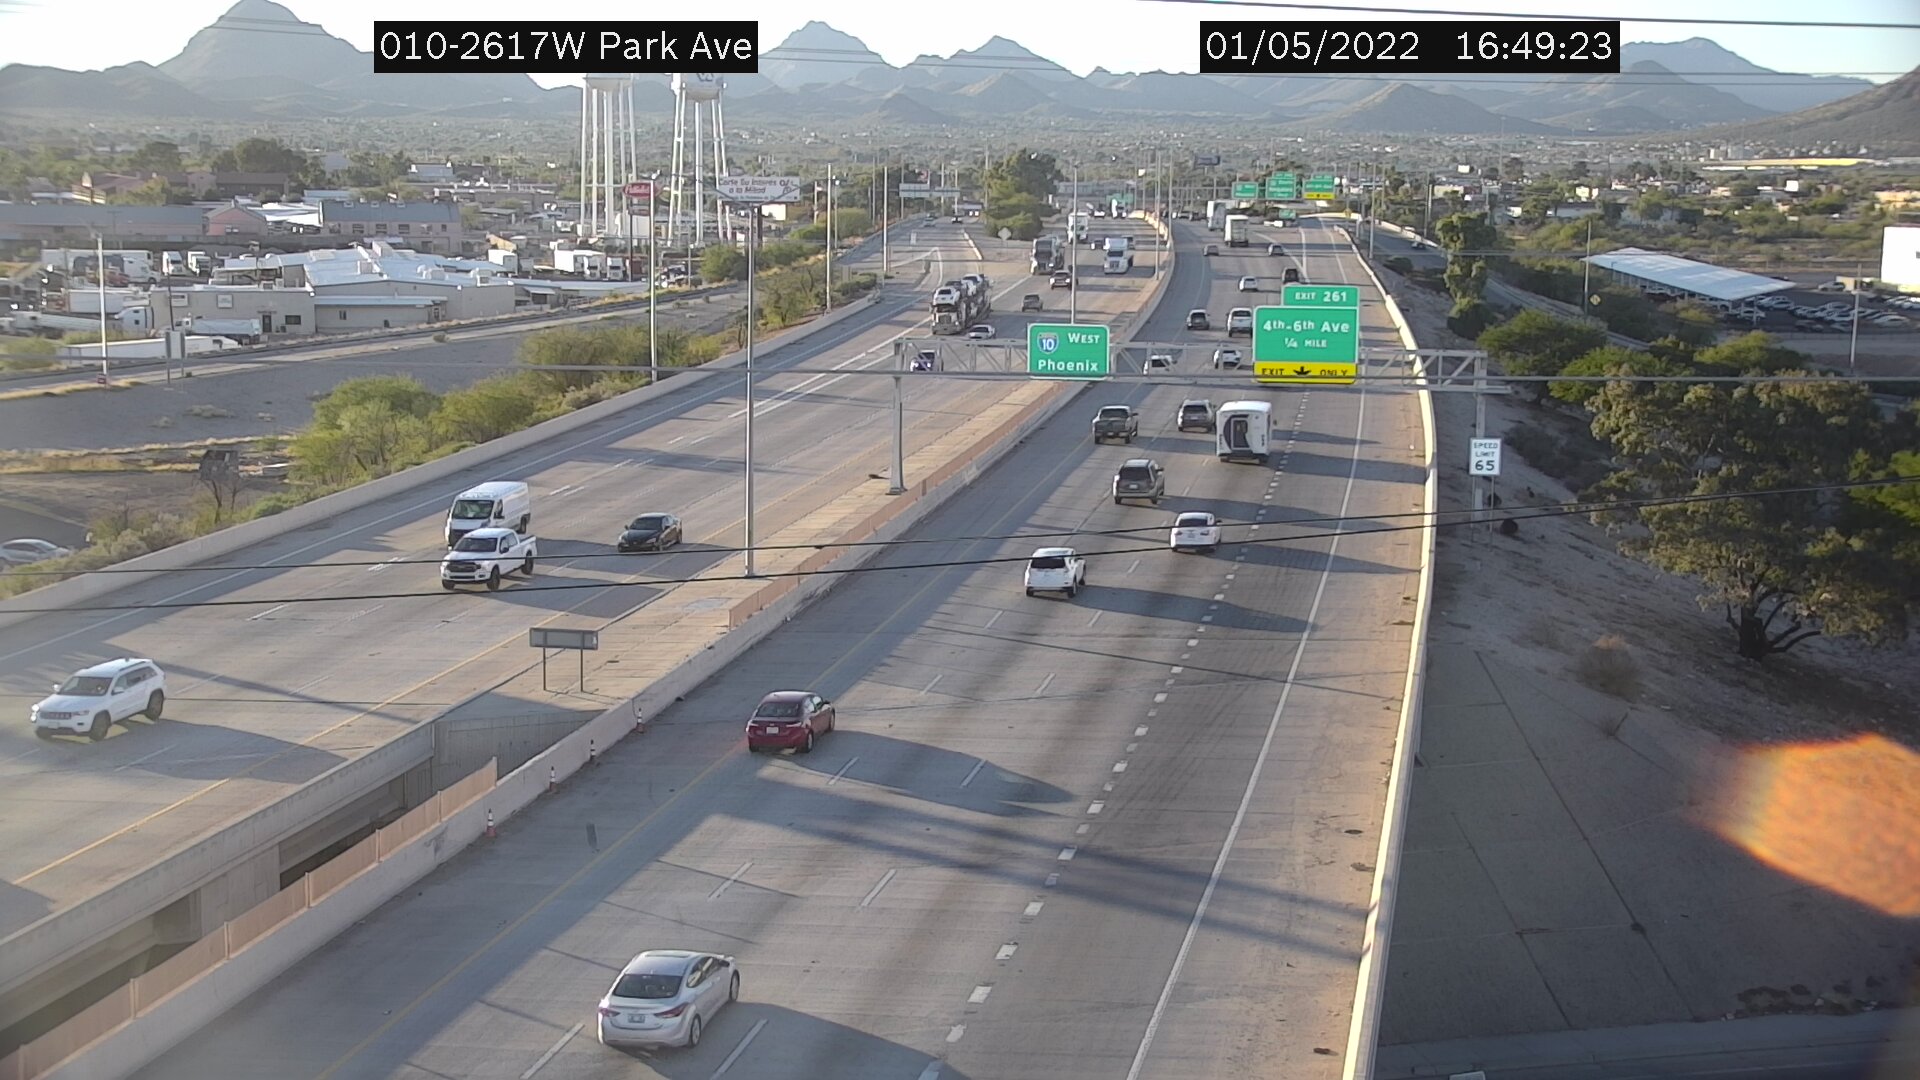 010-2617W Park Ave
01/05/2022 16:49:23
EXIT 261
4th-6th Ave
1/4 MILE
EXIT ONLY
10 WEST
Phoenix
SPEED
LIMIT
65